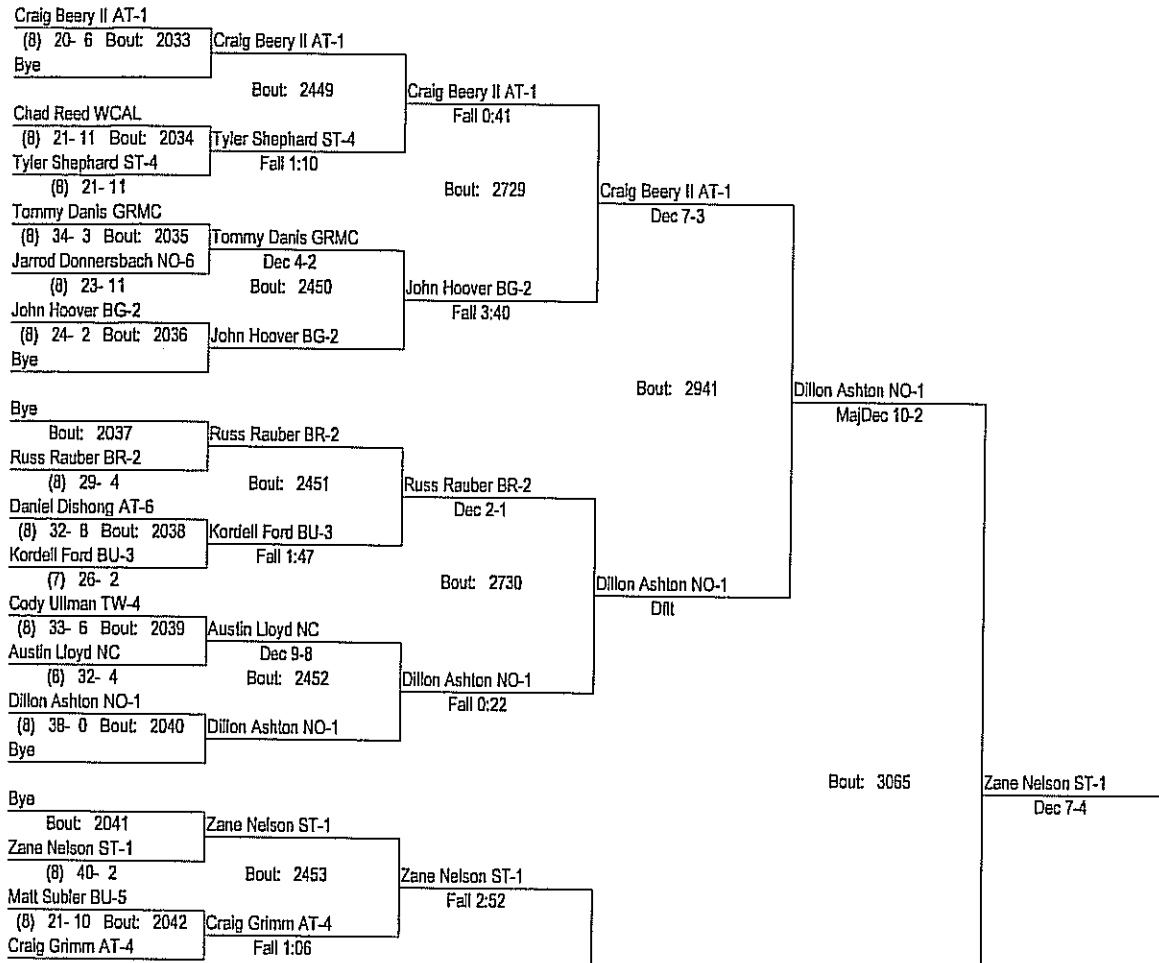 Craig Beery II AT-1
(8) 20- 6 Bout: 2033
Bye
Craig Beery II AT-1
Bout: 2449
Chad Reed WCAL
(8) 21- 11 Bout: 2034
Tyler Shephard ST-4
(8) 21- 11
Tyler Shephard ST-4
Fall 1:10
Craig Beery II AT-1
Fall 0:41
Bout: 2729
Tommy Danis GRMC
(8) 34- 3 Bout: 2035
Jarrod Donnersbach NO-6
(8) 23- 11
Tommy Danis GRMC
Dec 4-2
Bout: 2450
John Hoover BG-2
(8) 24- 2 Bout: 2036
Bye
John Hoover BG-2
John Hoover BG-2
Fall 3:40
Craig Beery II AT-1
Dec 7-3
Bout: 2941
Bye
Bout: 2037
Russ Rauber BR-2
(8) 29- 4
Russ Rauber BR-2
Bout: 2451
Daniel Dishong AT-6
(8) 32- 8 Bout: 2038
Kordell Ford BU-3
(7) 26- 2
Kordell Ford BU-3
Fall 1:47
Russ Rauber BR-2
Dec 2-1
Bout: 2730
Cody Ullman TW-4
(8) 33- 6 Bout: 2039
Austin Lloyd NC
(6) 32- 4
Austin Lloyd NC
Dec 9-8
Bout: 2452
Dillon Ashton NO-1
(8) 38- 0 Bout: 2040
Bye
Dillon Ashton NO-1
Dillon Ashton NO-1
Fall 0:22
Dillon Ashton NO-1
Dflt
Dillon Ashton NO-1
MajDec 10-2
Bout: 3065
Zane Nelson ST-1
Dec 7-4
Bye
Bout: 2041
Zane Nelson ST-1
(8) 40- 2
Zane Nelson ST-1
Bout: 2453
Matt Subler BU-5
(8) 21- 10 Bout: 2042
Craig Grimm AT-4
Craig Grimm AT-4
Fall 1:06
Zane Nelson ST-1
Fall 2:52